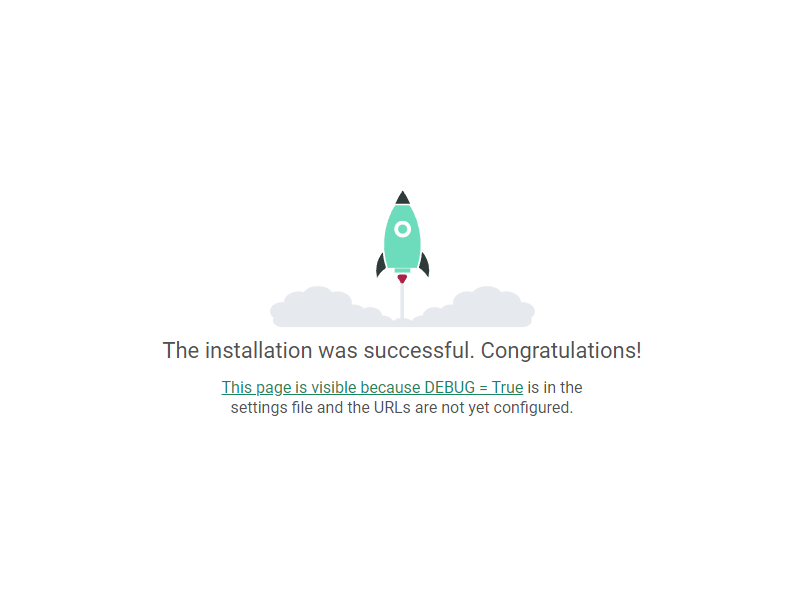 The installation was successful. Congratulations!
This page is visible because DEBUG = True is in the
settings file and the URLs are not yet configured.